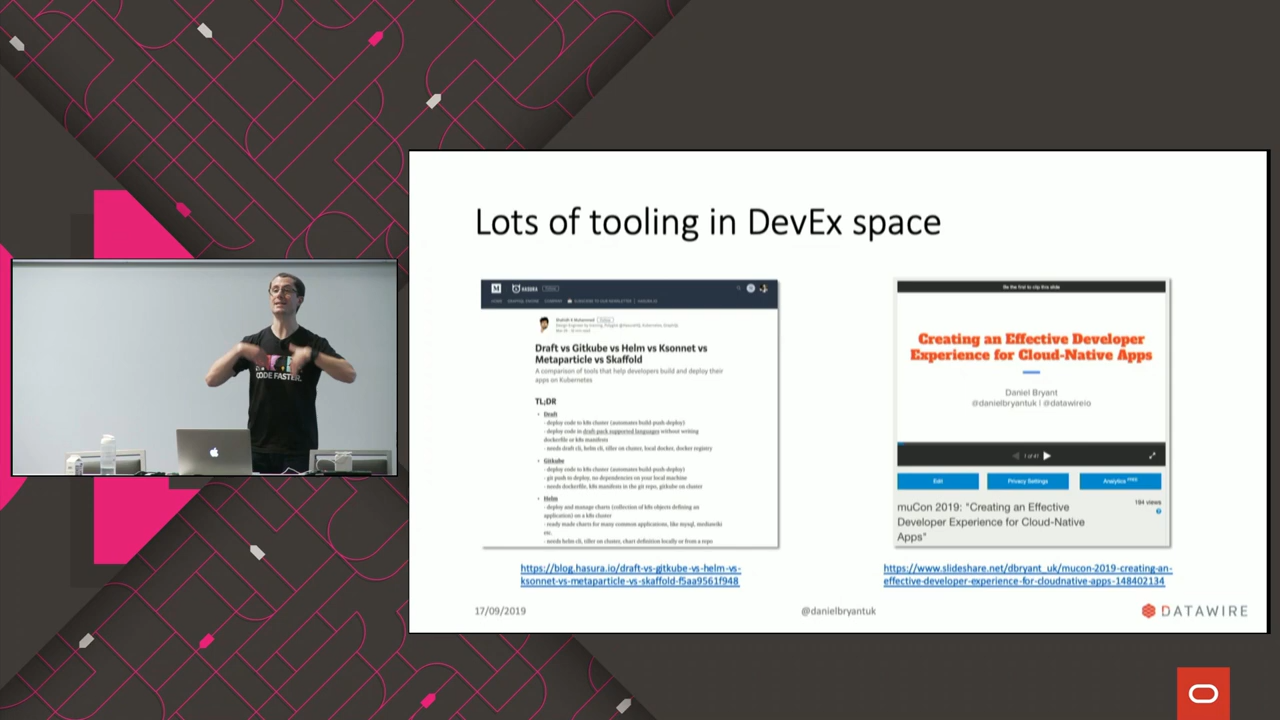 Lots of tooling in DevEx space
HASURA
Draft vs Gitkube vs Helm vs Ksonnet vs
Metaparticle vs Skaffold
A comparison of tools that help developers build and deploy their
apps on Kubernetes
TL;DR
Draft
- deploy code to k8s cluster (automates build-push-deploy)
- deploy code in draft-pack supported languages without writing
dockerfile or k8s manifests
- needs draft cli, helm cli, tiller on cluster, local docker, docker registry
Gitkube
- deploy code to k8s cluster (automates build-push-deploy)
- git push to deploy, no dependencies on your local machine
- needs dockerfile, k8s manifests in the git repo, gitkube on cluster
Helm
- deploy and manage charts (collection of k8s objects defining an
application) on a k8s cluster
- ready made charts for many common applications, like mysql, mediawiki
etc.
- needs helm cli, tiller on cluster, chart definition locally or from a repo
https://blog.hasura.io/draft-vs-gitkube-vs-helm-vs-
ksonnet-vs-metaparticle-vs-skaffold-f5aa9561f948
Be the first to clip this slide
Creating an Effective Developer
Experience for Cloud-Native Apps
Daniel Bryant
@danielbryantuk | @datawireio
1 of 47
Edit
Privacy Settings
Analytics FREE
194 views
muCon 2019: "Creating an Effective
Developer Experience for Cloud-Native
Apps"
https://www.slideshare.net/dbryant_uk/mucon-2019-creating-an-
effective-developer-experience-for-cloudnative-apps-148402134
17/09/2019
@danielbryantuk
DATAWIRE
CODE FASTER.